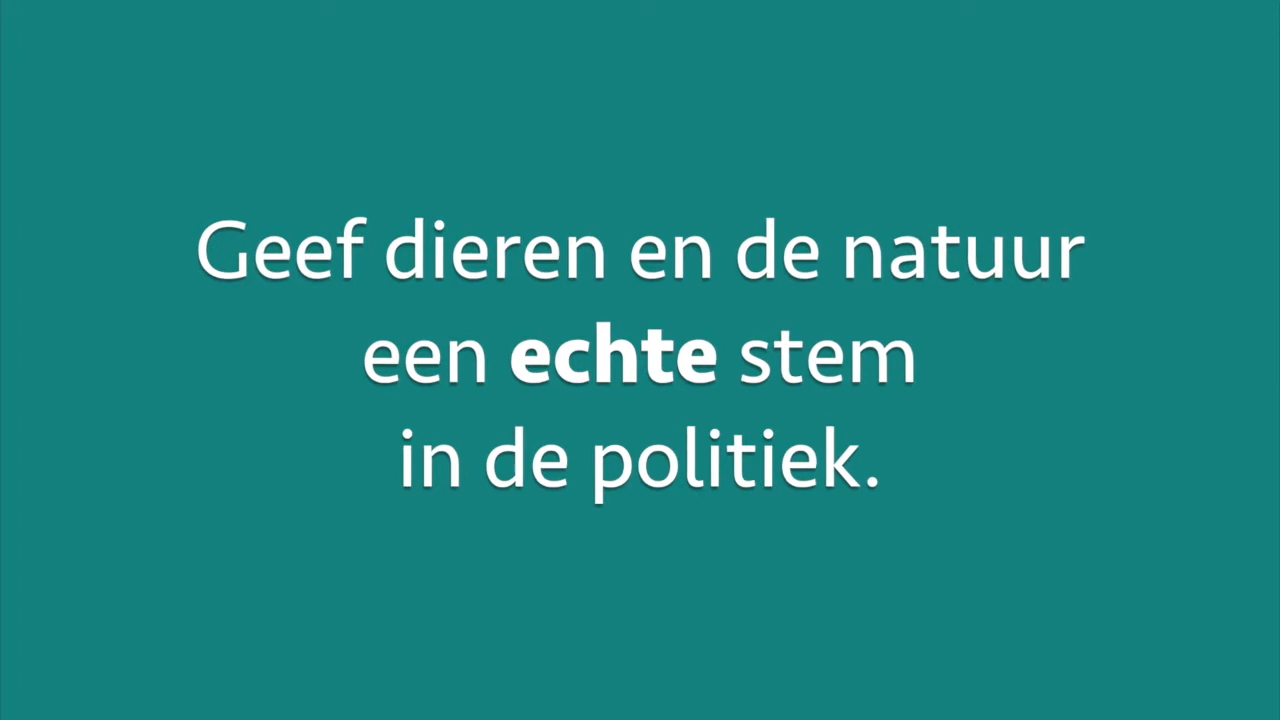 Geef dieren en de natuur
een echte stem
in de politiek.